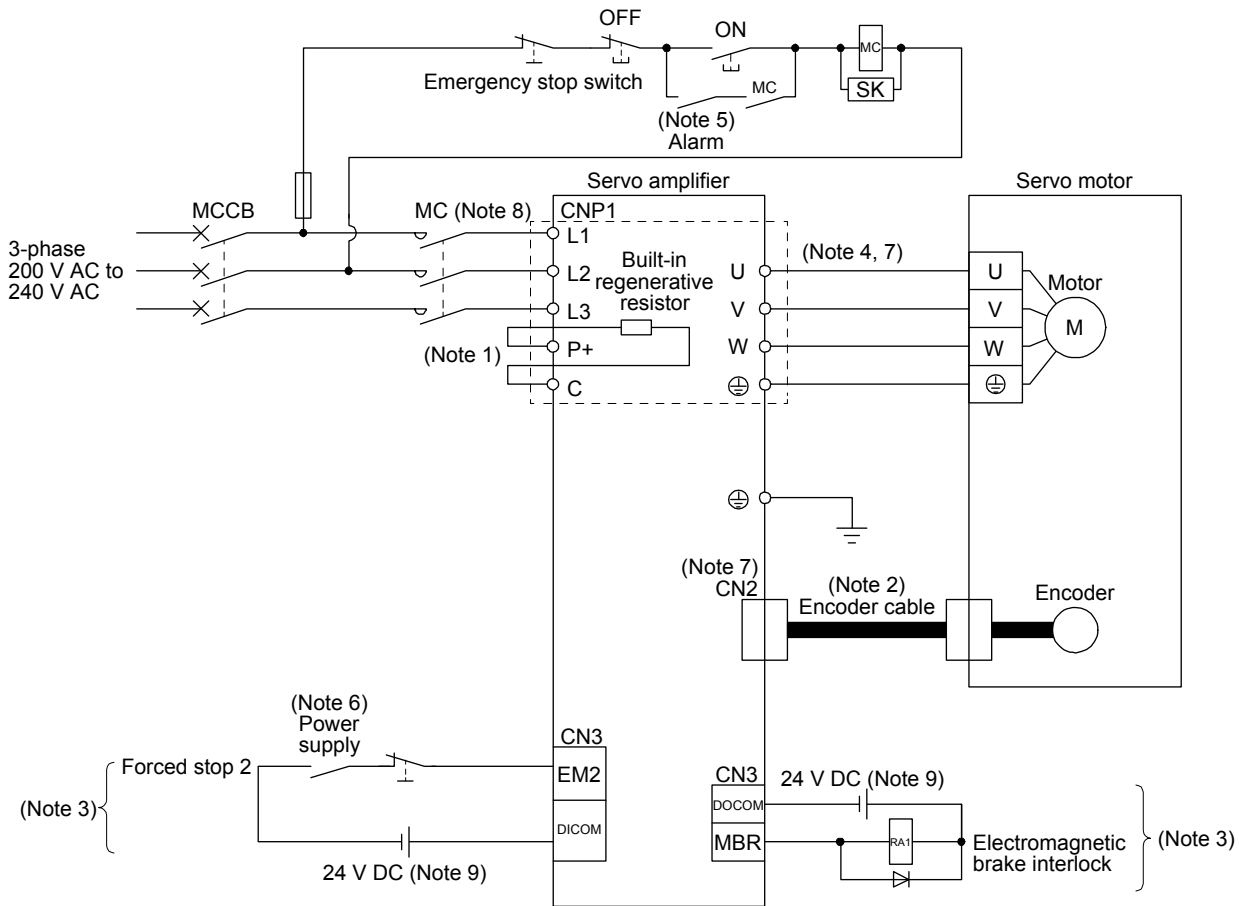 OFF
ON
MC
SK
Emergency stop switch
MC
(Note 5)
Alarm
Servo amplifier
Servo motor
MCCB
MC (Note 8)
CNP1
3-phase
200 V AC to
240 V AC
L1
L2
L3
P+
C
Built-in
regenerative
resistor
(Note 1)
U
V
W
(Note 4, 7)
U
V
W
Motor
M
(Note 7)
CN2
(Note 2)
Encoder cable
Encoder
(Note 6)
Power
supply
Forced stop 2
(Note 3)
24 V DC (Note 9)
CN3
EM2
DICOM
CN3
DOCOM
MBR
24 V DC (Note 9)
RA1
Electromagnetic
brake interlock
(Note 3)